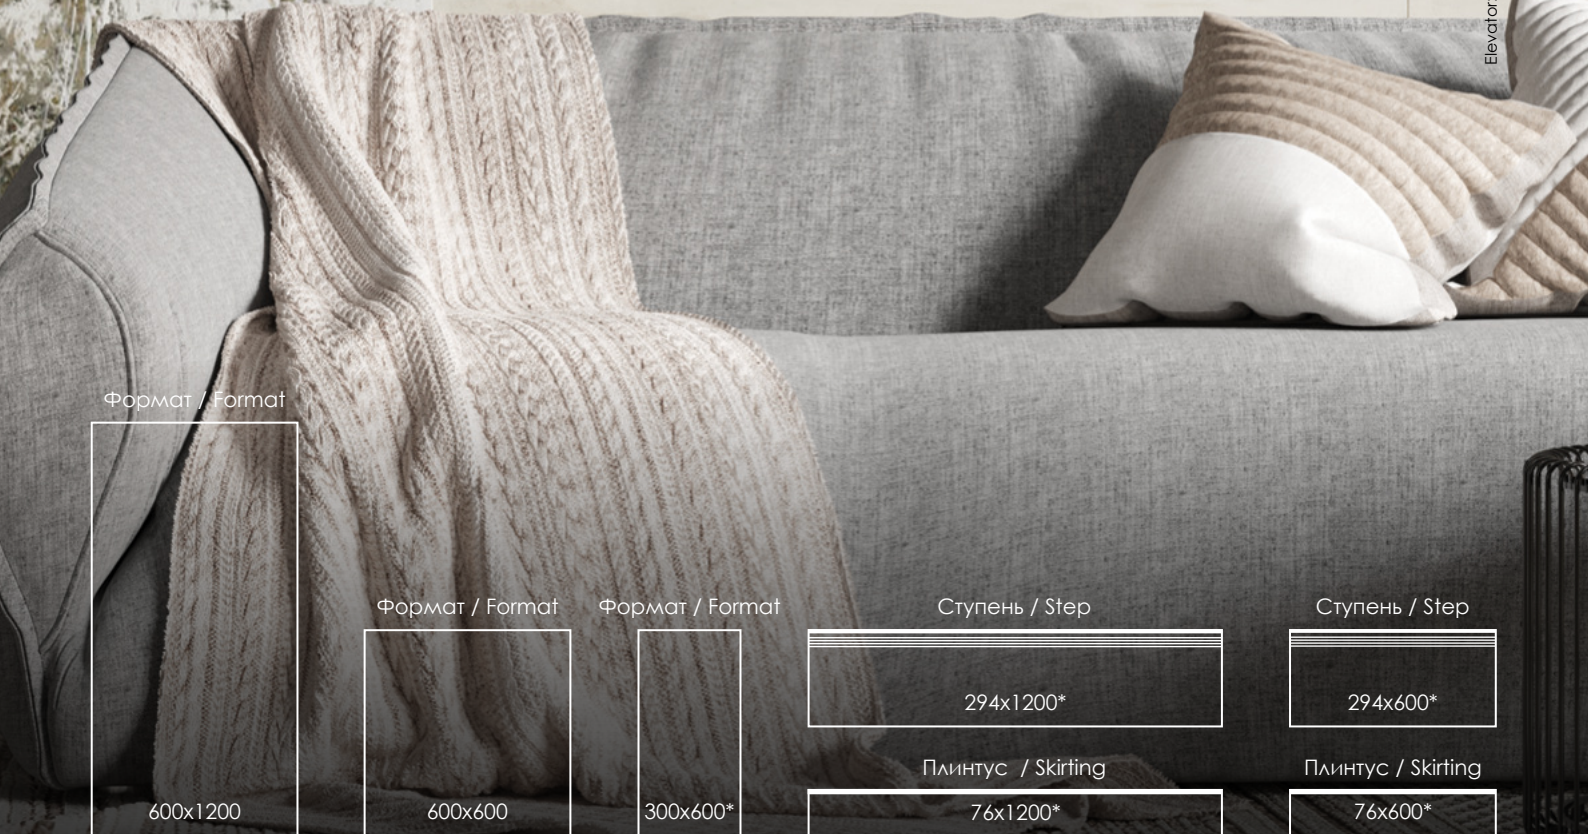 Elevator
Формат / Format
600x1200
Формат / Format
600x600
Формат / Format
300x600*
Ступень / Step
294x1200*
Плинтус / Skirting
76x1200*
Ступень / Step
294x600*
Плинтус / Skirting
76x600*